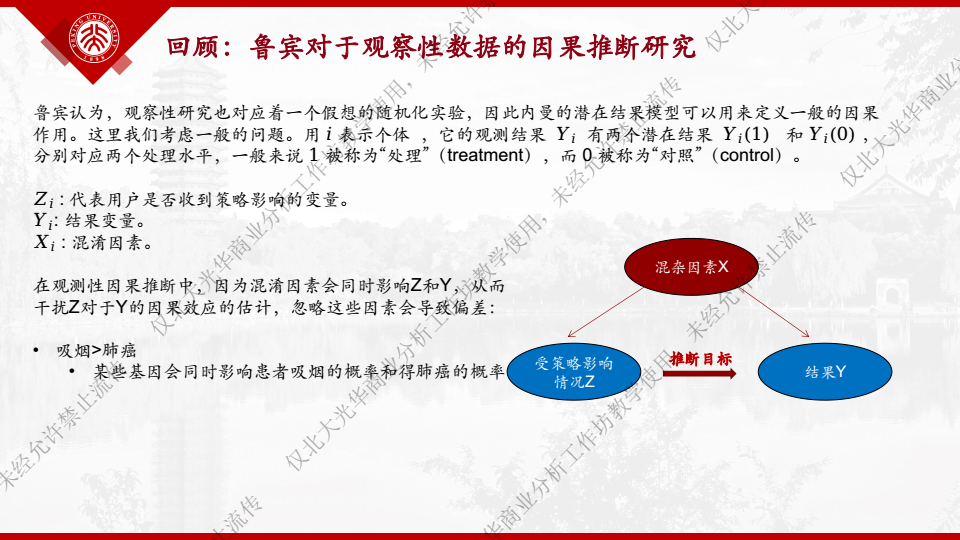 PEKING UNIVERSITY
1898
回顾：鲁宾对于观察性数据的因果推断研究
鲁宾认为，观察性研究也对应着一个假想的随机化实验，因此内曼的潜在结果模型可以用来定义一般的因果
作用。这里我们考虑一般的问题。用 i 表示个体 ，它的观测结果 Yᵢ 有两个潜在结果 Yᵢ(1) 和 Yᵢ(0)，
分别对应两个处理水平，一般来说 1 被称为“处理”（treatment），而 0 被称为“对照”（control）。
Zᵢ：代表用户是否收到策略影响的变量。
Yᵢ: 结果变量。
Xᵢ：混淆因素。
在观测性因果推断中，因为混淆因素会同时影响Z和Y，从而
干扰Z对于Y的因果效应的估计，忽略这些因素会导致偏差：
• 吸烟>肺癌
• 某些基因会同时影响患者吸烟的概率和得肺癌的概率
混杂因素X
受策略影响
情况Z
推断目标
结果Y
仅北大光华商业分析工作坊教学使用，未经允许禁止流传